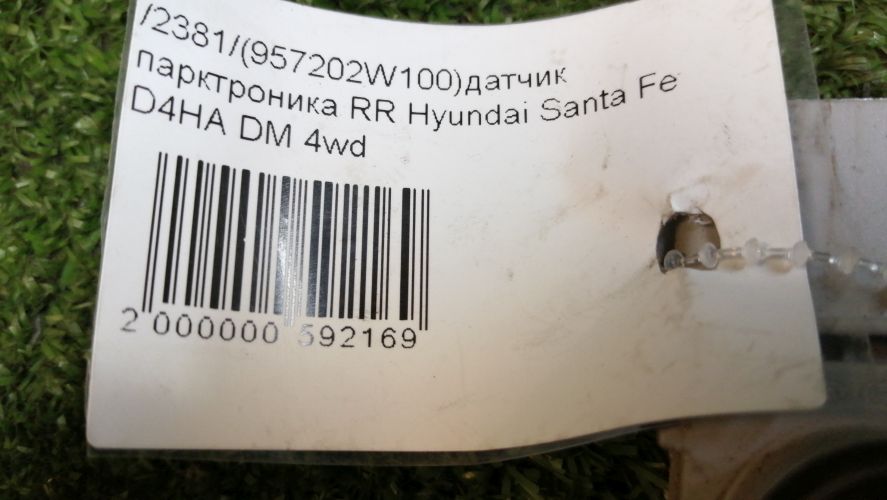 /2381/(957202W100)датчик
парктроника RR Hyundai Santa Fe
D4HA DM 4wd
2 000000 592169